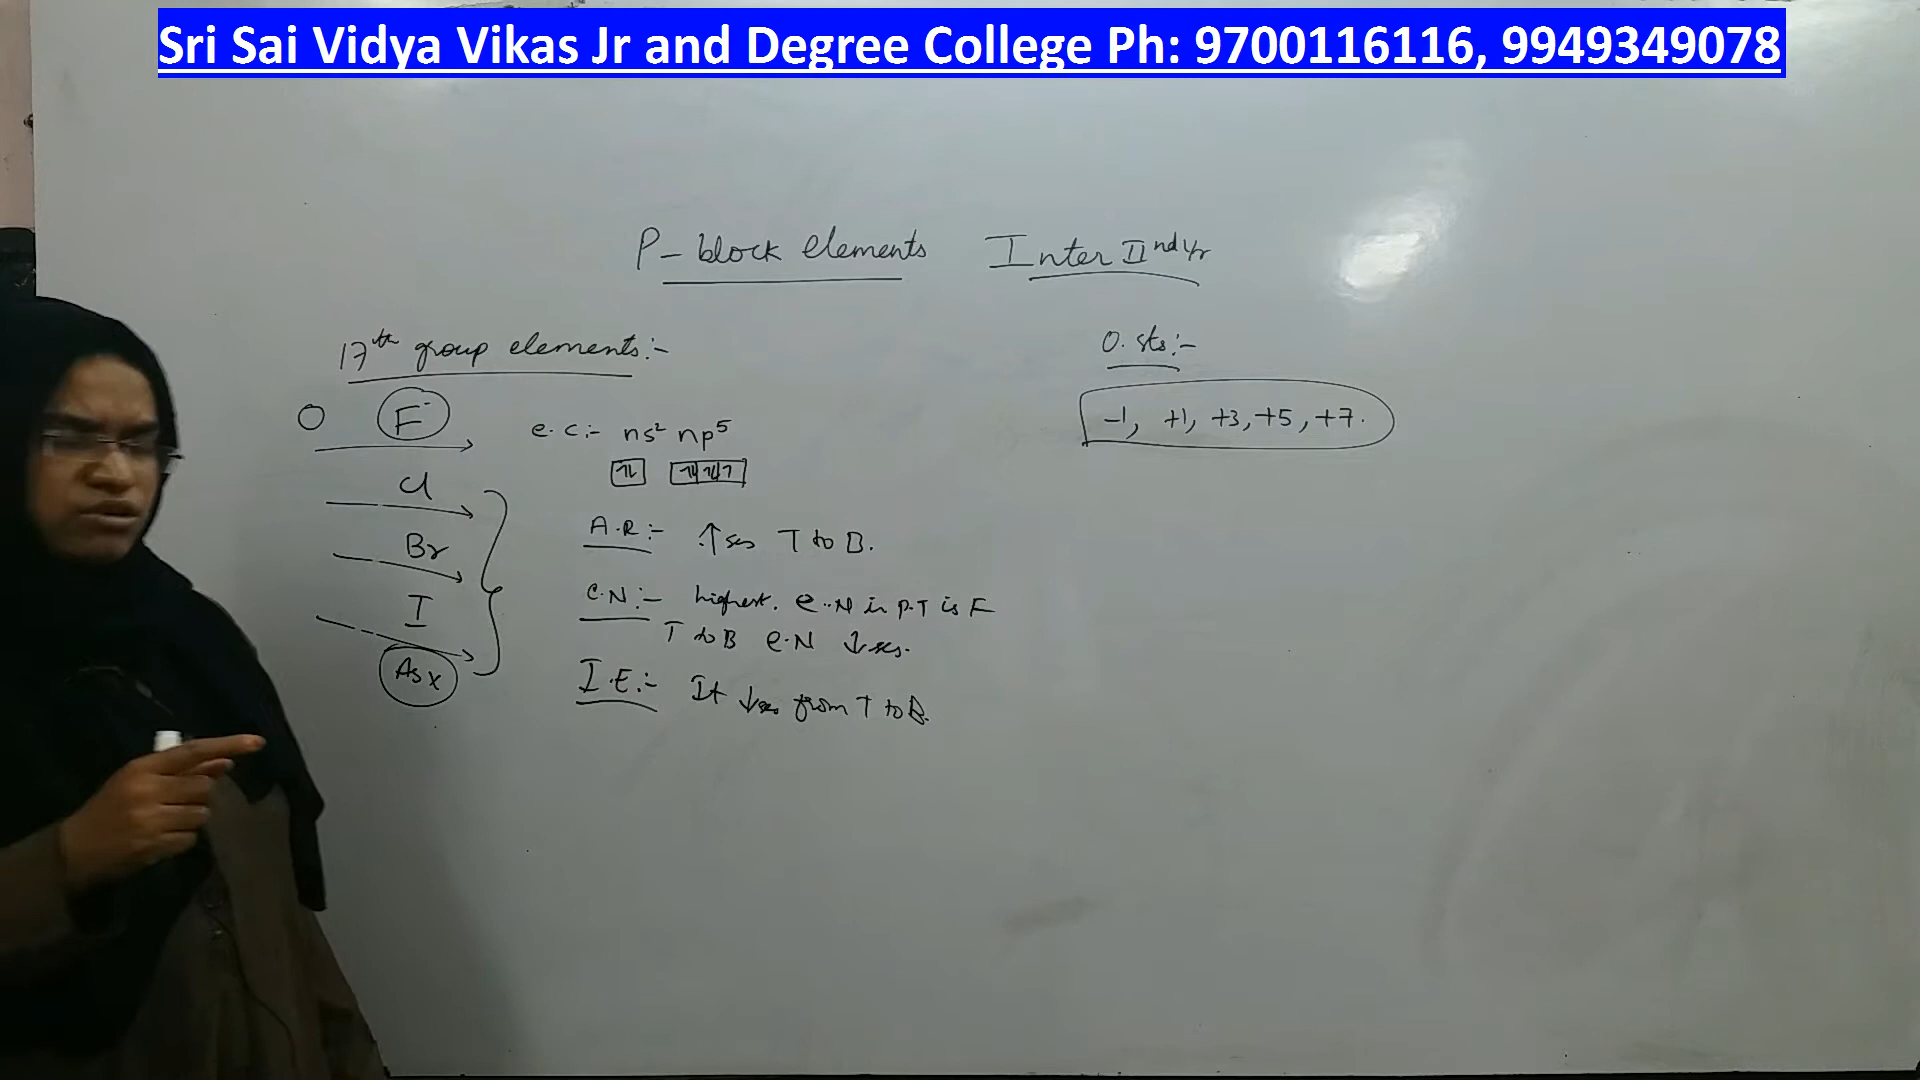 Sri Sai Vidya Vikas Jr and Degree College Ph: 9700116116, 9949349078
P-block elements Inter IInd yr
17th group elements:-
O F
Cl
Br
I
As x
e.c:- ns² np⁵
A.R:- ↑ses T to B.
E.N:- highest. e.N in P.T is F
T to B e.N ↓ses.
I.E:- It ↓ses from T to B.
O. sts:-
-1, +1, +3, +5, +7.